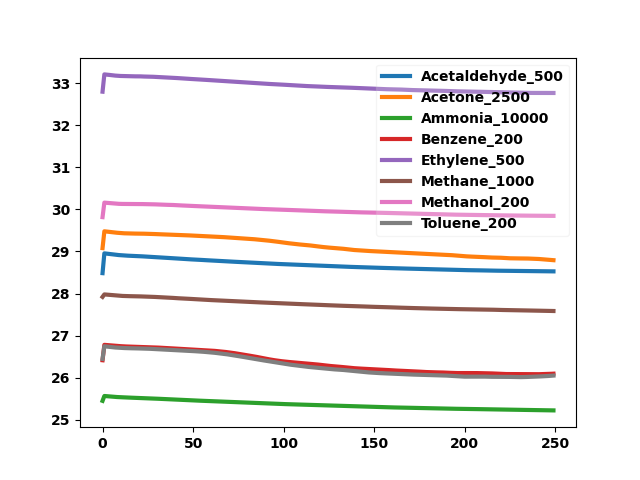 33
32
31
30
29
28
27
26
25
0 50 100 150 200 250
Acetaldehyde_500
Acetone_2500
Ammonia_10000
Benzene_200
Ethylene_500
Methane_1000
Methanol_200
Toluene_200